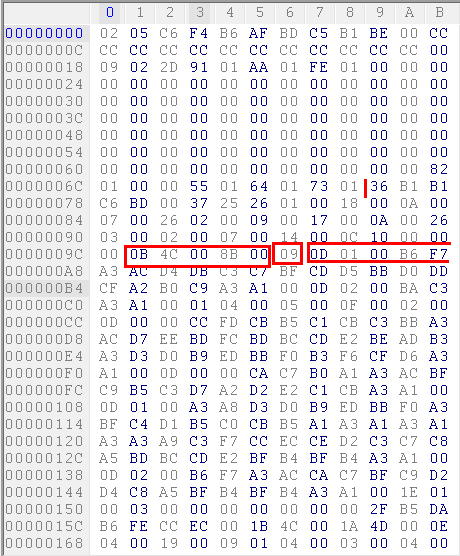 0 1 2 3 4 5 6 7 8 9 A B
00000000 02 05 C6 F4 B6 AF BD C5 B1 BE 00 CC
0000000C CC CC CC CC CC CC CC CC CC CC 00 00
00000018 09 02 2D 91 01 AA 01 FE 01 00 00 00
00000024 00 00 00 00 00 00 00 00 00 00 00 00
00000030 00 00 00 00 00 00 00 00 00 00 00 00
0000003C 00 00 00 00 00 00 00 00 00 00 00 00
00000048 00 00 00 00 00 00 00 00 00 00 00 00
00000054 00 00 00 00 00 00 00 00 00 00 00 00
00000060 00 00 00 00 00 00 00 00 00 00 00 82
0000006C 01 00 00 55 01 64 01 73 01 36 B1 B1
00000078 C6 BD 00 37 25 26 01 00 18 00 0A 00
00000084 07 00 26 02 00 09 00 17 00 0A 00 26
00000090 03 00 02 00 07 00 14 00 0C 10 00 00
0000009C 00 0B 4C 00 8B 00 09 0D 01 00 B6 F7
000000A8 A3 AC D4 DB C3 C7 BF CD D5 BB D0 DD
000000B4 CF A2 B0 C9 A3 A1 00 0D 02 00 BA C3
000000C0 A3 A1 00 01 04 00 05 00 0F 00 02 00
000000CC 0D 00 00 CC FD CB B5 C1 CB C3 BB A3
000000D8 AC D7 EE BD FC BD BC CD E2 BE AD B3
000000E4 A3 D3 D0 B9 ED BB F0 B3 F6 CF D6 A3
000000F0 A1 00 0D 00 00 CA C7 B0 A1 A3 AC BF
000000FC C9 B5 C3 D7 A2 D2 E2 C1 CB A3 A1 00
00000108 0D 01 00 A3 A8 D3 D0 B9 ED BB F0 A3
00000114 BF C4 D1 B5 C0 CB B5 A1 A3 A1 A3 A1
00000120 A3 A3 A9 C3 F7 CC EC CE D2 C3 C7 C8
0000012C A5 BD BC CD E2 BF B4 BF B4 A3 A1 00
00000138 0D 02 00 B6 F7 A3 AC CA C7 BF C9 D2
00000144 D4 C8 A5 BF B4 BF B4 A3 A1 00 1E 01
00000150 00 03 00 00 00 00 00 00 00 2F B5 DA
0000015C B6 FE CC EC 00 1B 4C 00 1A 4D 00 0E
00000168 04 00 19 00 09 01 04 00 03 00 04 00